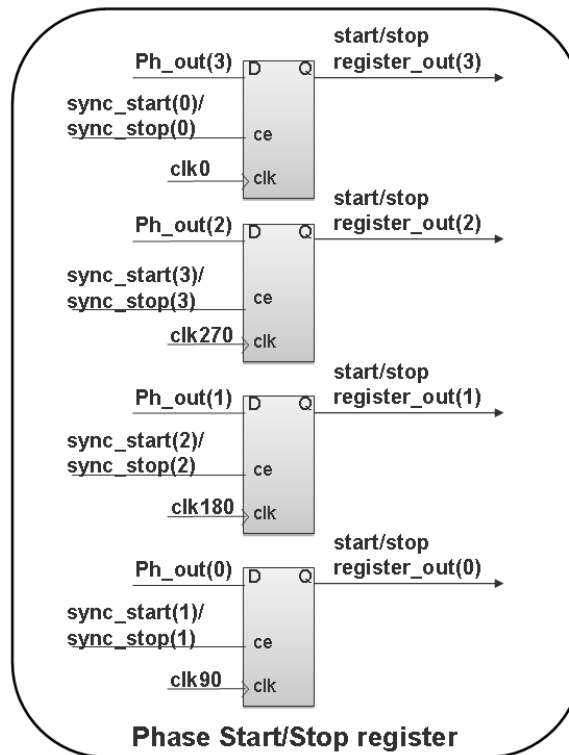 start/stop
Ph_out(3) D Q register_out(3)
sync_start(0)/
sync_stop(0) ce
clk0 clk
start/stop
Ph_out(2) D Q register_out(2)
sync_start(3)/
sync_stop(3) ce
clk270 clk
start/stop
Ph_out(1) D Q register_out(1)
sync_start(2)/
sync_stop(2) ce
clk180 clk
start/stop
Ph_out(0) D Q register_out(0)
sync_start(1)/
sync_stop(1) ce
clk90 clk
Phase Start/Stop register